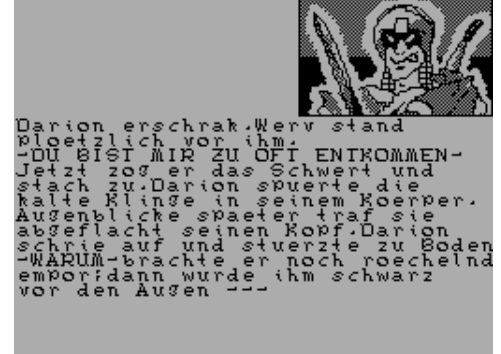 Darion erschrak.Werv stand
ploetzlich vor ihm.
-DU BIST MIR ZU OFT ENTKOMMEN-
Jetzt zog er das Schwert und
stach zu.Darion spuerte die
kalte Klinge in seinem Koerper.
Augenblicke spaeter traf sie
abgeflacht seinen Kopf.Darion
schrie auf und stuerzte zu Boden
-WARUM-brachte er noch roechelnd
empor;dann wurde ihm schwarz
vor den Augen ---